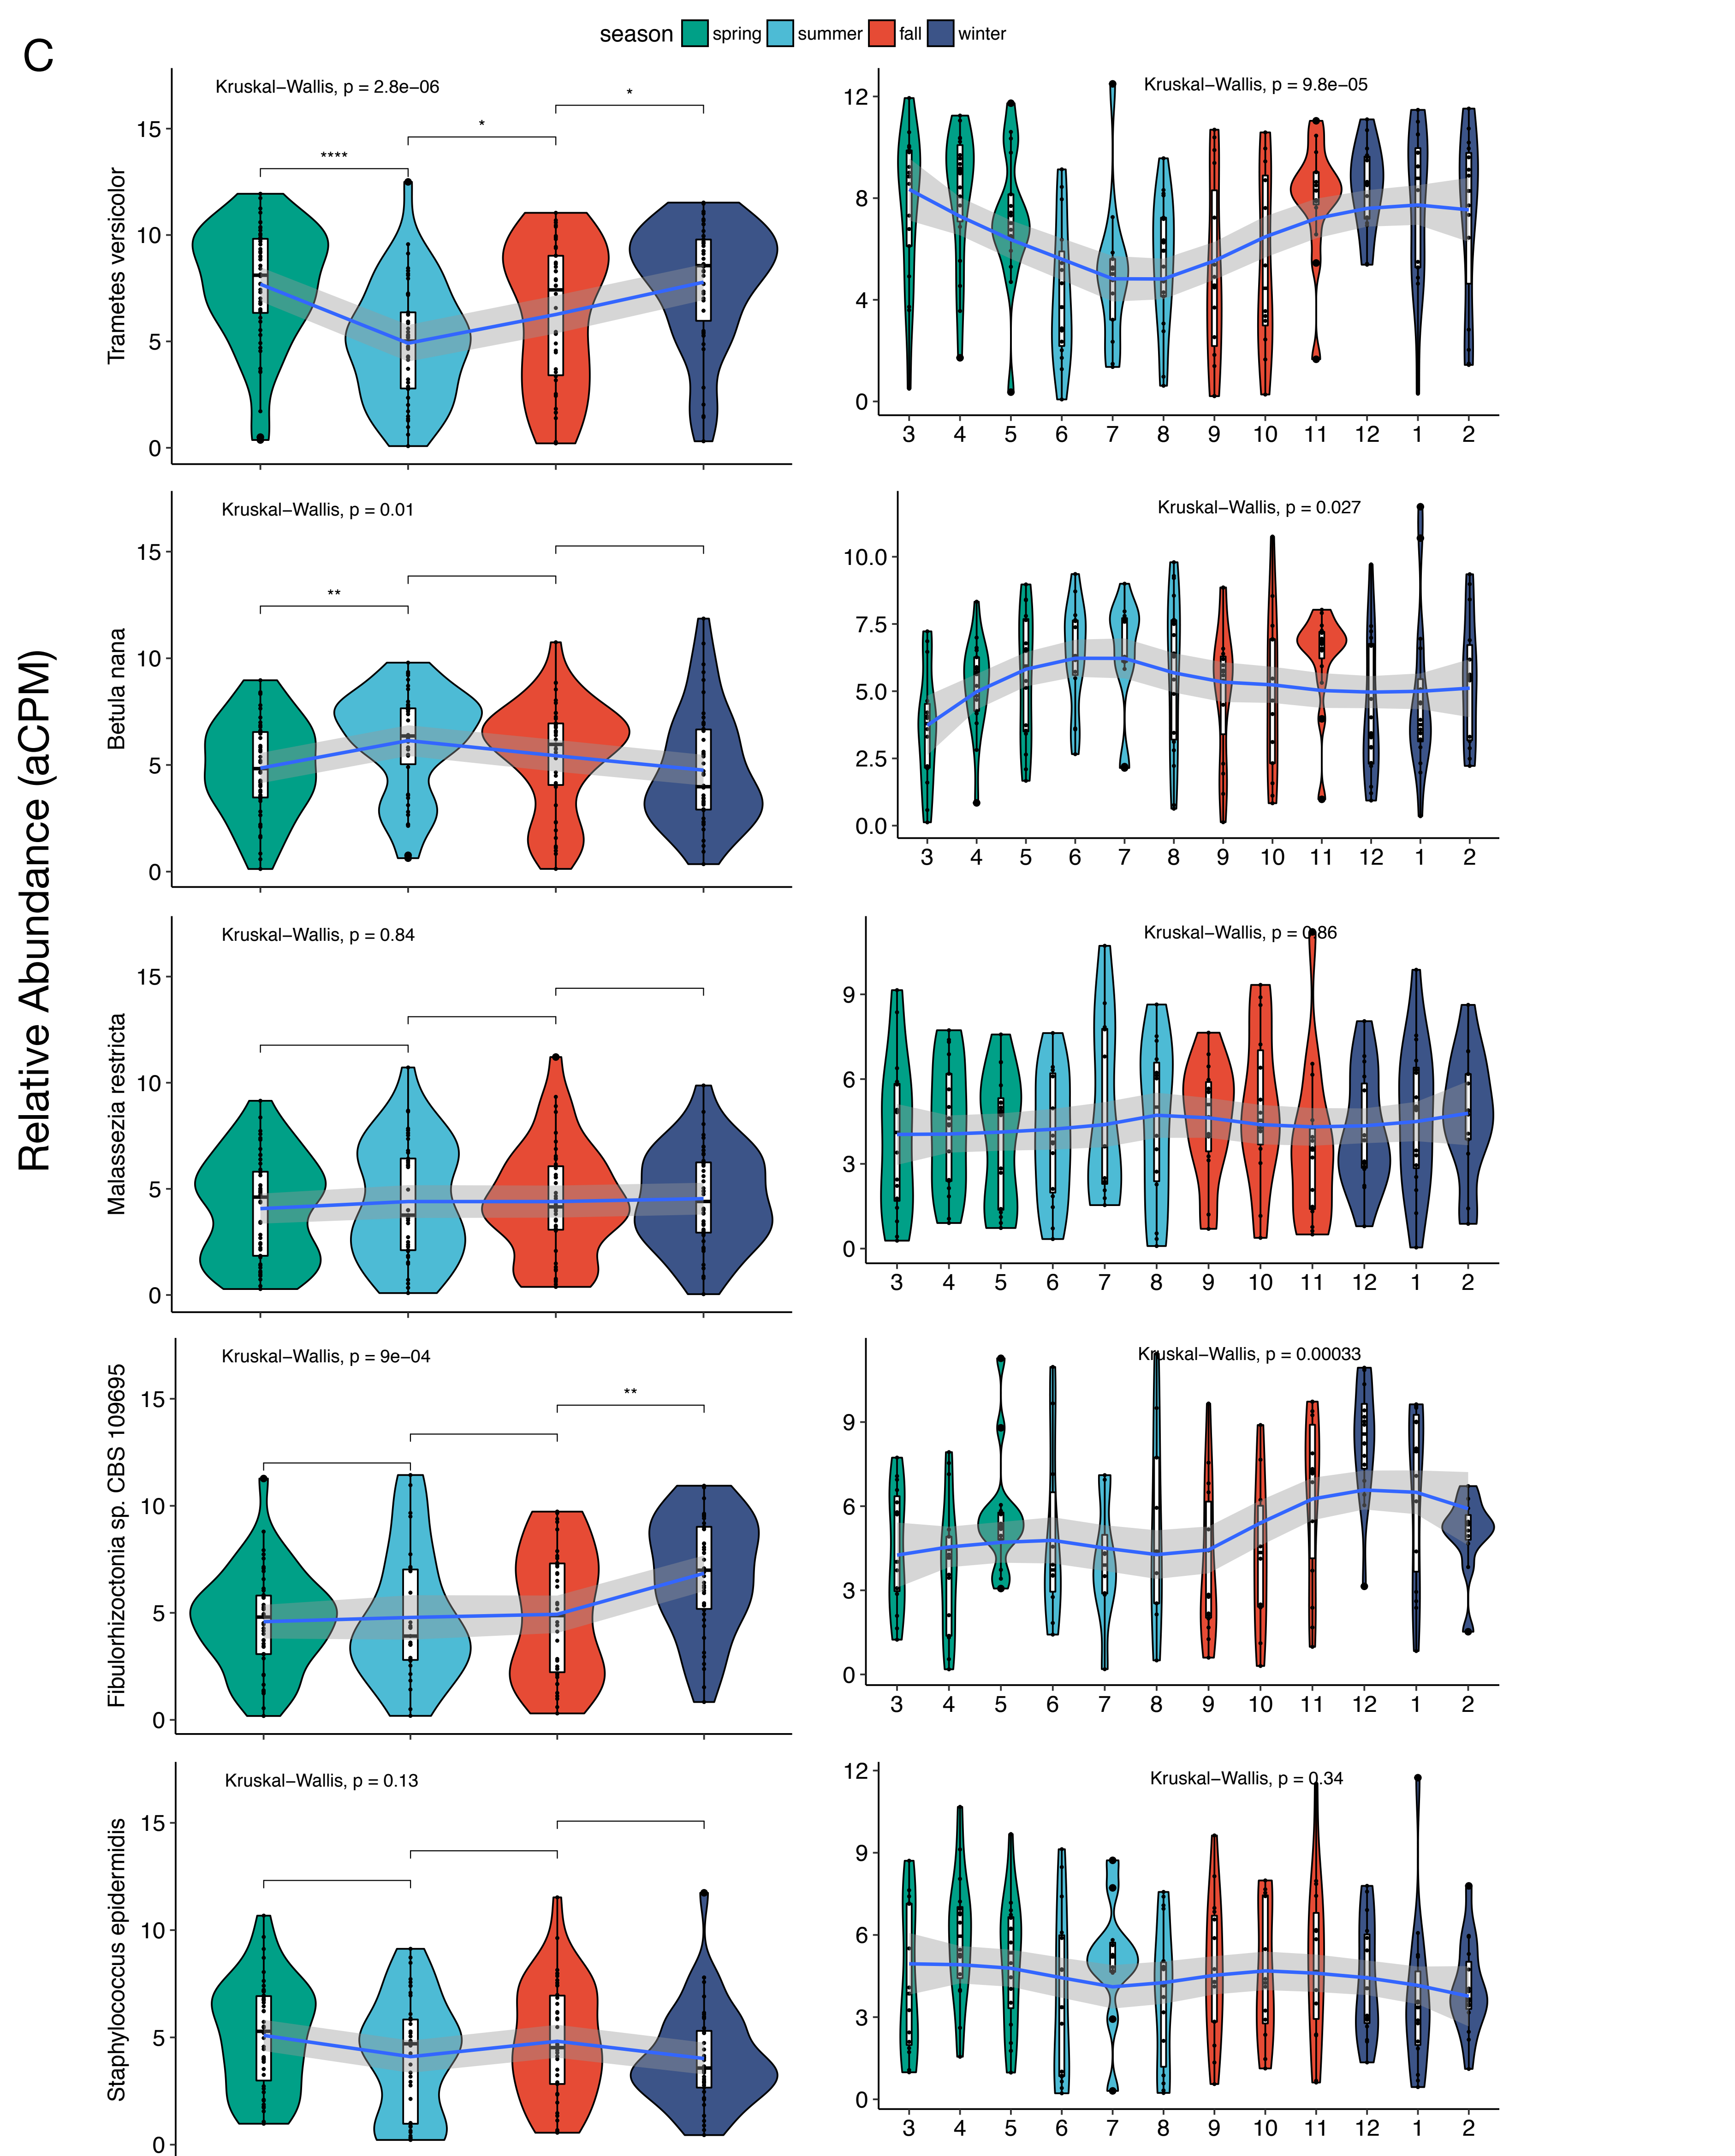 C
season spring summer fall winter
Relative Abundance (aCPM)
Trametes versicolor
Kruskal−Wallis, p = 2.8e−06
****
*
*
15
10
5
0
Kruskal−Wallis, p = 9.8e−05
12
8
4
0
3 4 5 6 7 8 9 10 11 12 1 2
Betula nana
Kruskal−Wallis, p = 0.01
**
15
10
5
0
Kruskal−Wallis, p = 0.027
10.0
7.5
5.0
2.5
0.0
3 4 5 6 7 8 9 10 11 12 1 2
Malassezia restricta
Kruskal−Wallis, p = 0.84
15
10
5
0
Kruskal−Wallis, p = 0.86
9
6
3
0
3 4 5 6 7 8 9 10 11 12 1 2
Fibulorhizoctonia sp. CBS 109695
Kruskal−Wallis, p = 9e−04
**
15
10
5
0
Kruskal−Wallis, p = 0.00033
9
6
3
0
3 4 5 6 7 8 9 10 11 12 1 2
Staphylococcus epidermidis
Kruskal−Wallis, p = 0.13
15
10
5
0
Kruskal−Wallis, p = 0.34
12
9
6
3
0
3 4 5 6 7 8 9 10 11 12 1 2